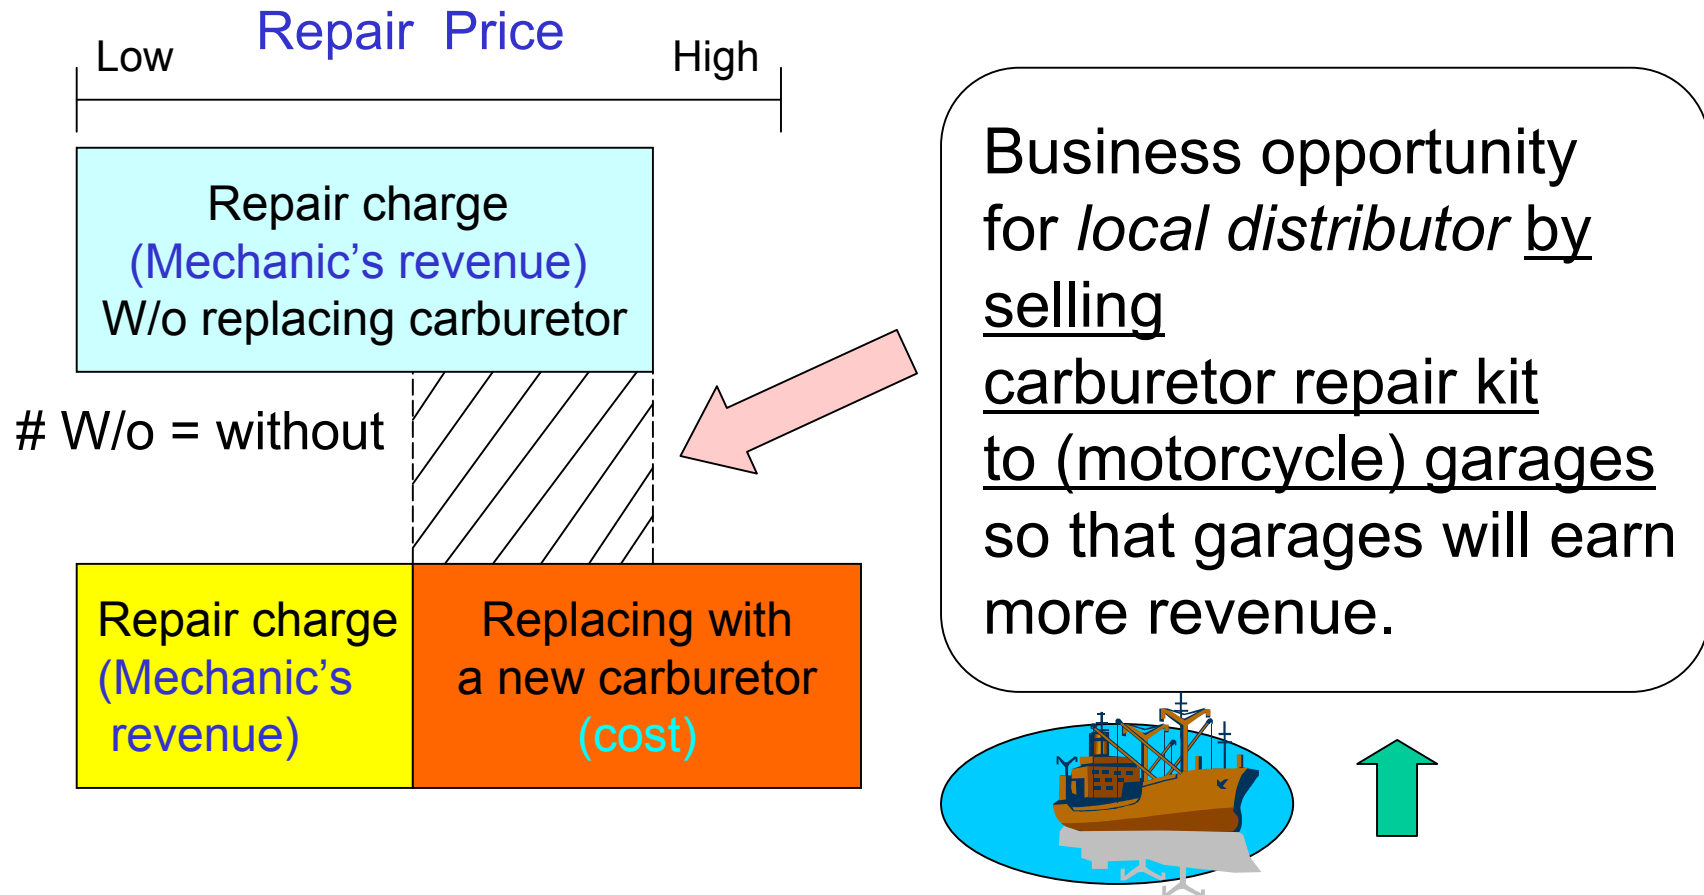 Repair Price
Low
High
Repair charge
(Mechanic’s revenue)
W/o replacing carburetor
# W/o = without
Repair charge
(Mechanic’s
revenue)
Replacing with
a new carburetor
(cost)
Business opportunity
for local distributor by
selling
carburetor repair kit
to (motorcycle) garages
so that garages will earn
more revenue.